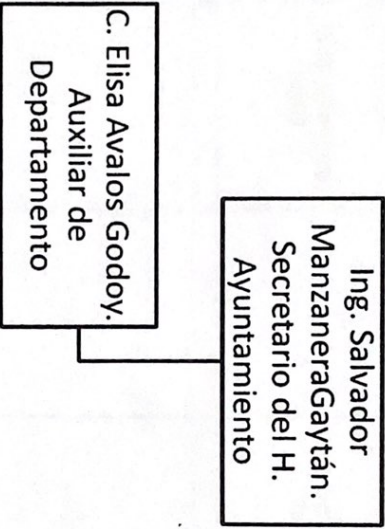 Ing. Salvador
ManzaneraGaytán.
Secretario del H.
Ayuntamiento
C. Elisa Avalos Godoy.
Auxiliar de
Departamento